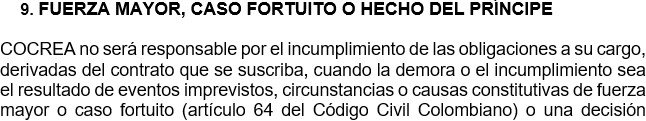 9. FUERZA MAYOR, CASO FORTUITO O HECHO DEL PRÍNCIPE
COCREA no será responsable por el incumplimiento de las obligaciones a su cargo,
derivadas del contrato que se suscriba, cuando la demora o el incumplimiento sea
el resultado de eventos imprevistos, circunstancias o causas constitutivas de fuerza
mayor o caso fortuito (artículo 64 del Código Civil Colombiano) o una decisión